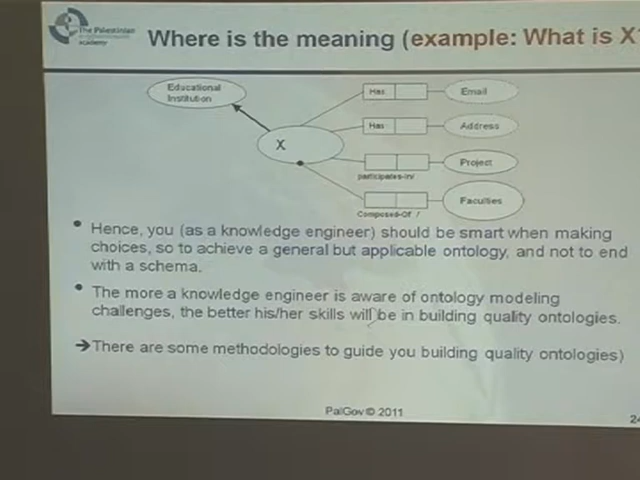 The Palestinian
academy
Where is the meaning (example: What is X?
Educational
Institution
X
Has
Email
Has
Address
Project
participates-in/
Faculties
Composed-Of /
• Hence, you (as a knowledge engineer) should be smart when making
choices, so to achieve a general but applicable ontology, and not to end
with a schema.
• The more a knowledge engineer is aware of ontology modeling
challenges, the better his/her skills will be in building quality ontologies.
➔There are some methodologies to guide you building quality ontologies)
PalGov © 2011
24